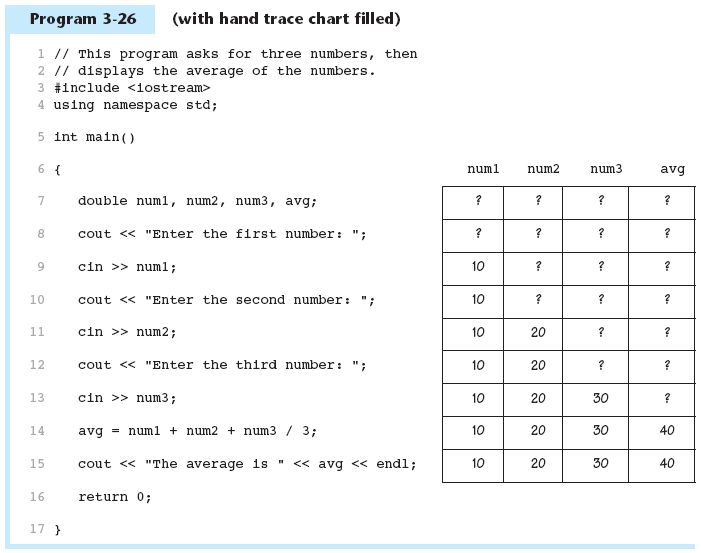 Program 3-26 (with hand trace chart filled)
1 // This program asks for three numbers, then
2 // displays the average of the numbers.
3 #include <iostream>
4 using namespace std;
5 int main()
6 { num1 num2 num3 avg
7 double num1, num2, num3, avg; ? ? ? ?
8 cout << "Enter the first number: "; ? ? ? ?
9 cin >> num1; 10 ? ? ?
10 cout << "Enter the second number: "; 10 ? ? ?
11 cin >> num2; 10 20 ? ?
12 cout << "Enter the third number: "; 10 20 ? ?
13 cin >> num3; 10 20 30 ?
14 avg = num1 + num2 + num3 / 3; 10 20 30 40
15 cout << "The average is " << avg << endl; 10 20 30 40
16 return 0;
17 }